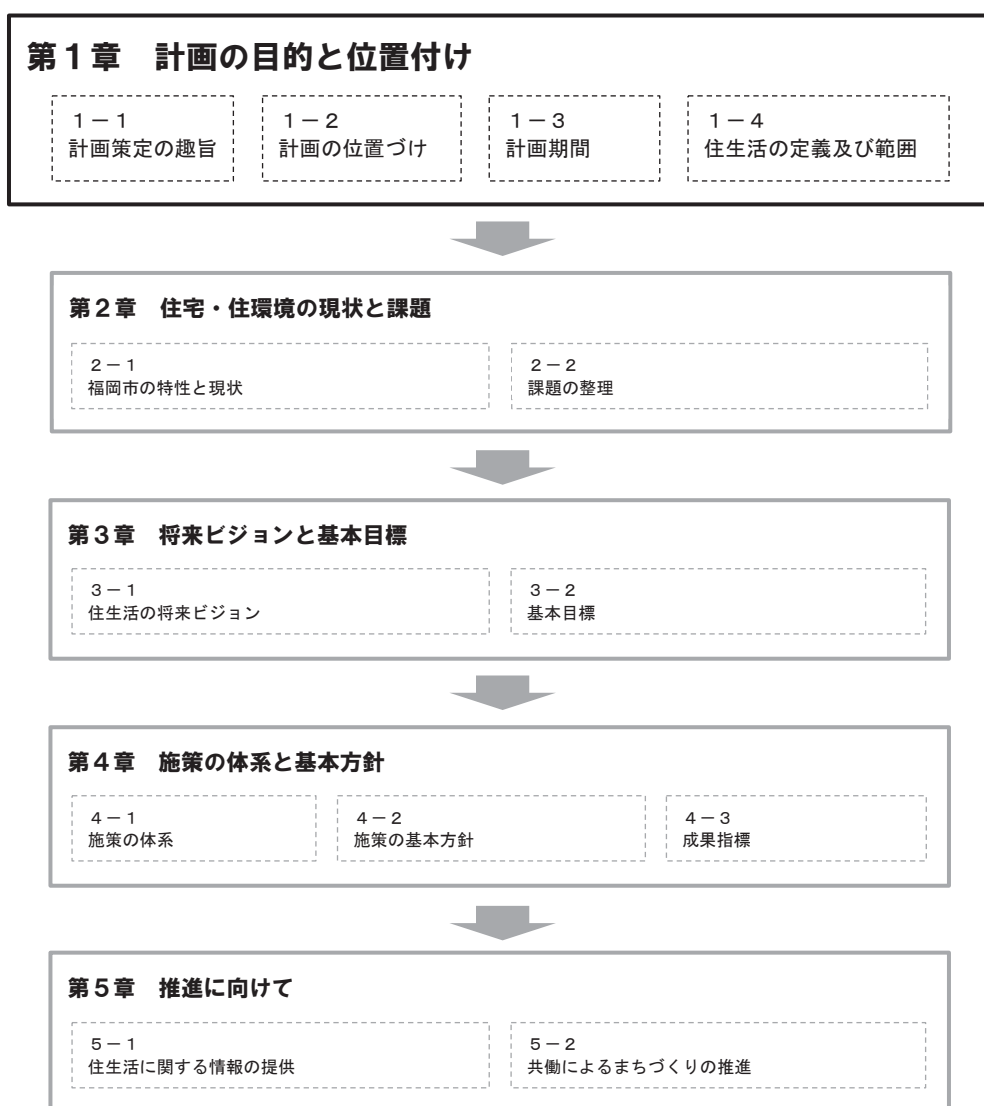 第１章　計画の目的と位置付け
１－１
計画策定の趣旨
１－２
計画の位置づけ
１－３
計画期間
１－４
住生活の定義及び範囲
第２章　住宅・住環境の現状と課題
２－１
福岡市の特性と現状
２－２
課題の整理
第３章　将来ビジョンと基本目標
３－１
住生活の将来ビジョン
３－２
基本目標
第４章　施策の体系と基本方針
４－１
施策の体系
４－２
施策の基本方針
４－３
成果指標
第５章　推進に向けて
５－１
住生活に関する情報の提供
５－２
共働によるまちづくりの推進